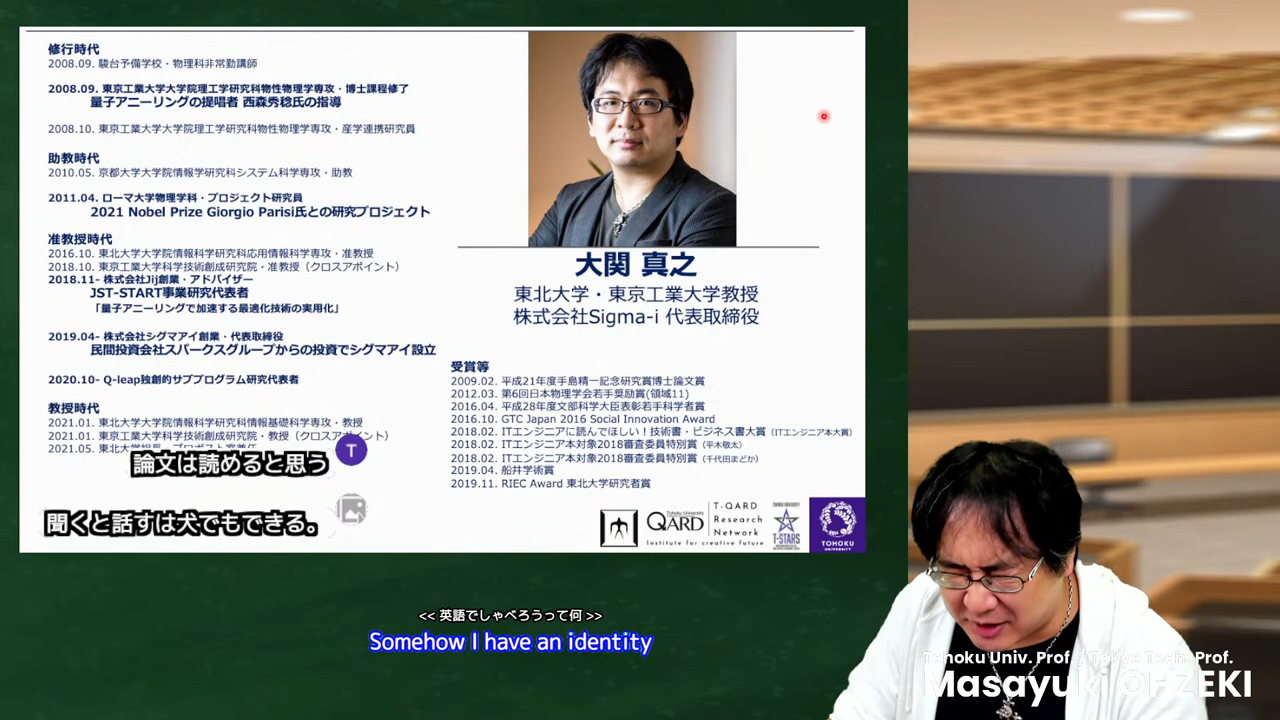 修行時代
2008.09. 駿台予備学校・物理科非常勤講師
2008.09. 東京工業大学大学院理工学研究科物性物理学専攻・博士課程修了
量子アニーリングの提唱者 西森秀稔氏の指導
2008.10. 東京工業大学大学院理工学研究科物性物理学専攻・産学連携研究員
助教時代
2010.05. 京都大学大学院情報学研究科システム科学専攻・助教
2011.04. ローマ大学物理学科・プロジェクト研究員
2021 Nobel Prize Giorgio Parisi氏との研究プロジェクト
准教授時代
2016.10. 東北大学大学院情報科学研究科応用情報科学専攻・准教授
2018.10. 東京工業大学科学技術創成研究院・准教授（クロスアポイント）
2018.11- 株式会社Jij創業・アドバイザー
JST-START事業研究代表者
「量子アニーリングで加速する最適化技術の実用化」
2019.04- 株式会社シグマアイ創業・代表取締役
民間投資会社スパークスグループからの投資でシグマアイ設立
2020.10- Q-leap独創的サブプログラム研究代表者
教授時代
2021.01. 東北大学大学院情報科学研究科情報基礎科学専攻・教授
2021.01. 東京工業大学科学技術創成研究院・教授（クロスアポイント）
2021.05.
論文は読めると思う
T
聞くと話すは犬でもできる。
大関 真之
東北大学・東京工業大学教授
株式会社Sigma-i 代表取締役
受賞等
2009.02. 平成21年度手島精一記念研究賞博士論文賞
2012.03. 第6回日本物理学会若手奨励賞(領域11)
2016.04. 平成28年度文部科学大臣表彰若手科学者賞
2016.10. GTC Japan 2016 Social Innovation Award
2018.02. ITエンジニアに読んでほしい！技術書・ビジネス書大賞（ITエンジニア本大賞）
2018.02. ITエンジニア本対象2018審査委員特別賞（平木敬太）
2018.02. ITエンジニア本対象2018審査委員特別賞（千代田まどか）
2019.04. 船井学術賞
2019.11. RIEC Award 東北大学研究者賞
Tohoku University
QARD
Institute for creative future
T-QARD
Research
Network
T-STARS
TOHOKU
UNIVERSITY
<< 英語でしゃべろうって何 >>
Somehow I have an identity
Tohoku Univ. Prof. / Tokyo Tech. Prof.
Masayuki OHZEKI